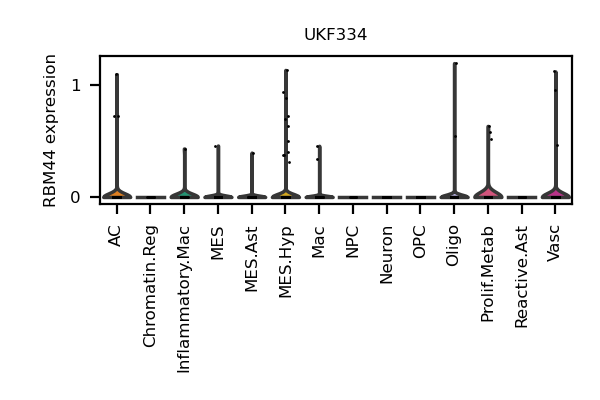 UKF334
RBM44 expression
1
0
AC
Chromatin.Reg
Inflammatory.Mac
MES
MES.Ast
MES.Hyp
Mac
NPC
Neuron
OPC
Oligo
Prolif.Metab
Reactive.Ast
Vasc